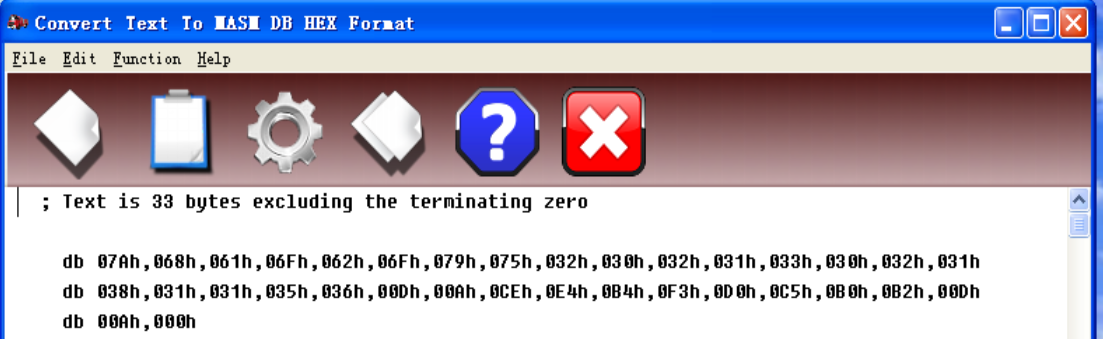 Convert Text To MASM DB HEX Format
File Edit Function Help
; Text is 33 bytes excluding the terminating zero
db 07Ah,068h,061h,06Fh,062h,06Fh,079h,075h,032h,030h,032h,031h,033h,030h,032h,031h
db 038h,031h,031h,035h,036h,00Dh,00Ah,0CEh,0E4h,0B4h,0F3h,0D0h,0C5h,0B0h,0B2h,00Dh
db 00Ah,000h